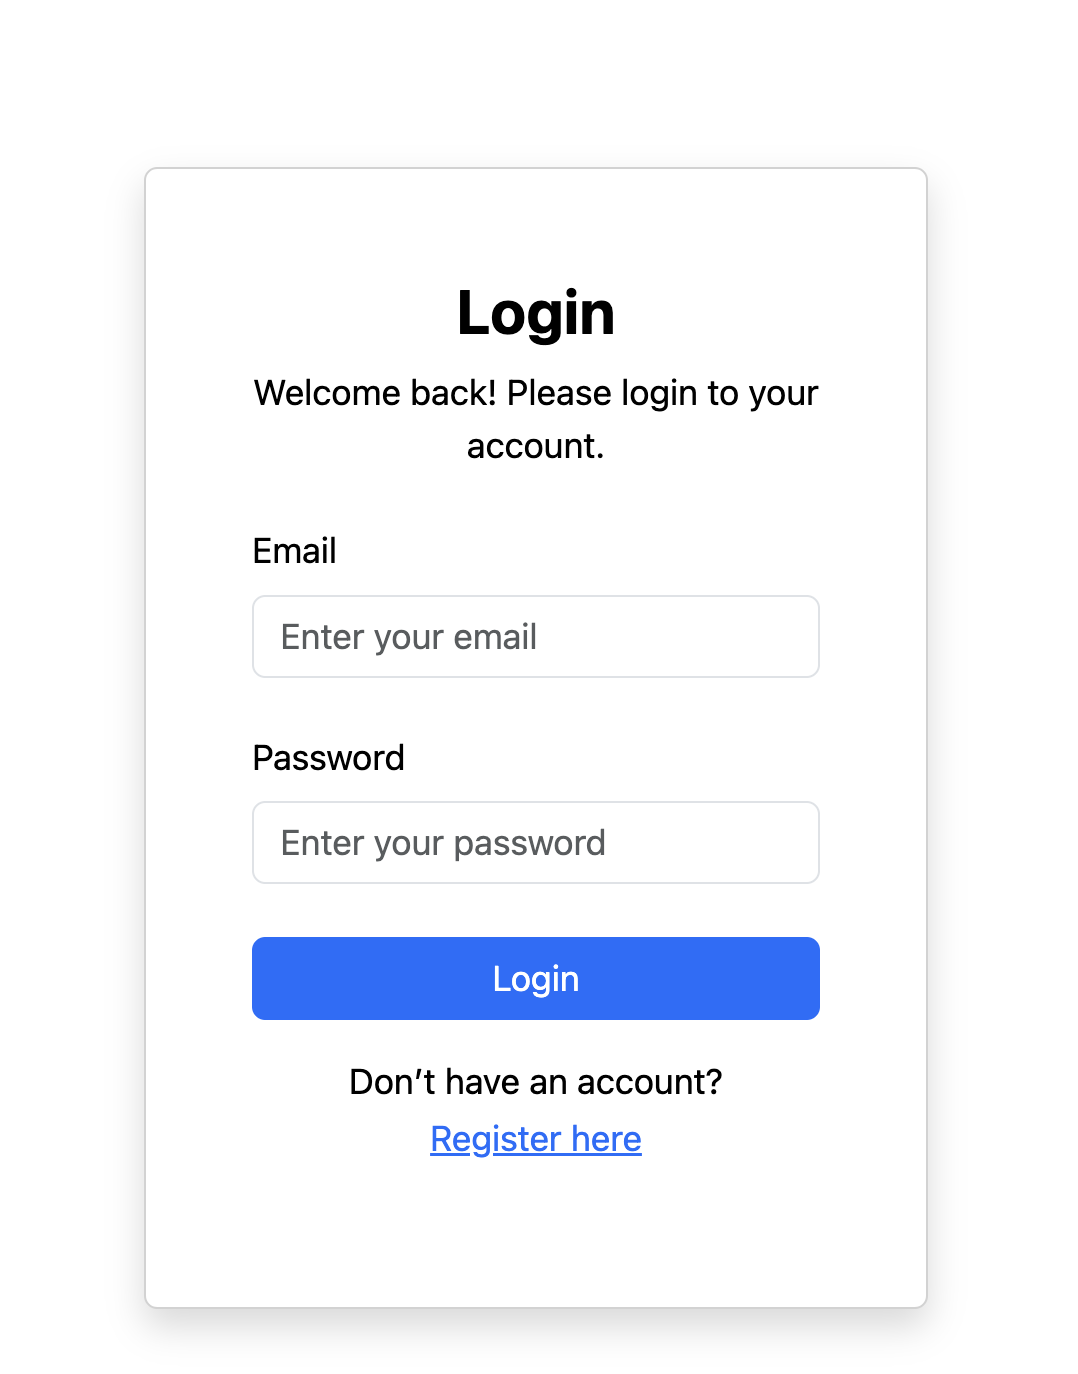 Login
Welcome back! Please login to your
account.
Email
Enter your email
Password
Enter your password
Login
Don’t have an account?
Register here